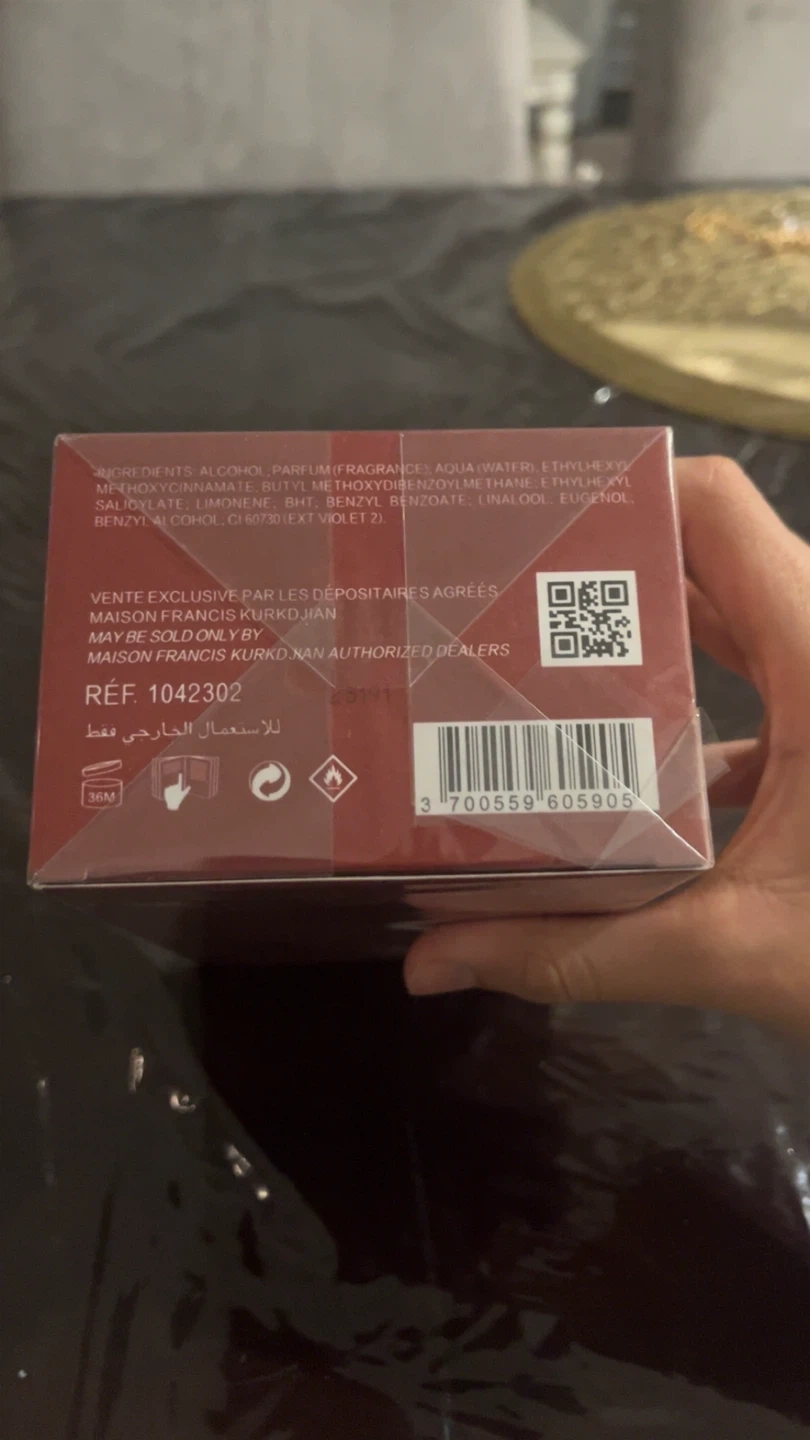 INGREDIENTS: ALCOHOL, PARFUM (FRAGRANCE), AQUA (WATER), ETHYLHEXYL
METHOXYCINNAMATE, BUTYL METHOXYDIBENZOYLMETHANE; ETHYLHEXYL
SALICYLATE; LIMONENE, BHT; BENZYL BENZOATE; LINALOOL, EUGENOL,
BENZYL ALCOHOL, CI 60730 (EXT VIOLET 2).
VENTE EXCLUSIVE PAR LES DÉPOSITAIRES AGRÉÉS
MAISON FRANCIS KURKDJIAN
MAY BE SOLD ONLY BY
MAISON FRANCIS KURKDJIAN AUTHORIZED DEALERS
RÉF. 1042302
للاستعمال الخارجي فقط
36M
3 700559 605905